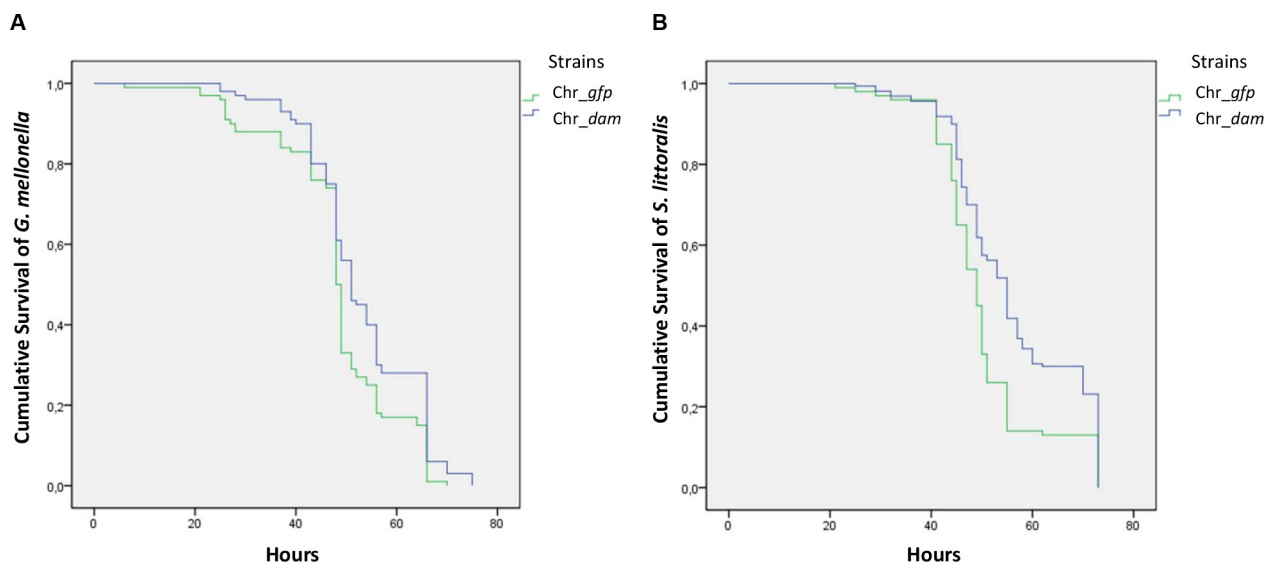 A
Cumulative Survival of G. mellonella
1,0
0,8
0,6
0,4
0,2
0,0
0 20 40 60 80
Hours
Strains
Chr_gfp
Chr_dam
B
Cumulative Survival of S. littoralis
1,0
0,8
0,6
0,4
0,2
0,0
0 20 40 60 80
Hours
Strains
Chr_gfp
Chr_dam